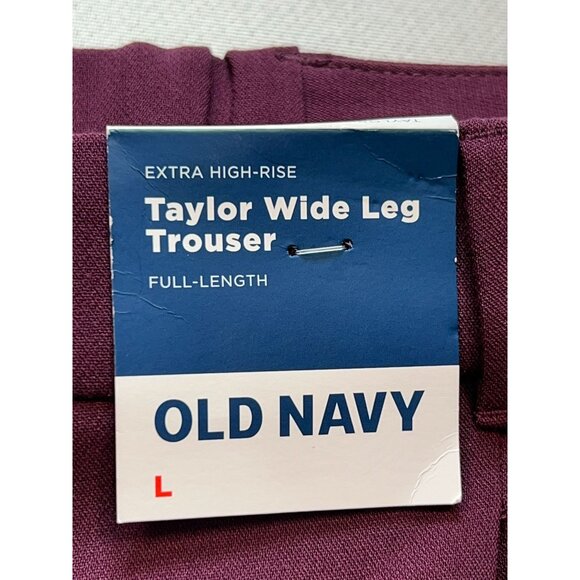 EXTRA HIGH-RISE
Taylor Wide Leg
Trouser
FULL-LENGTH
OLD NAVY
L